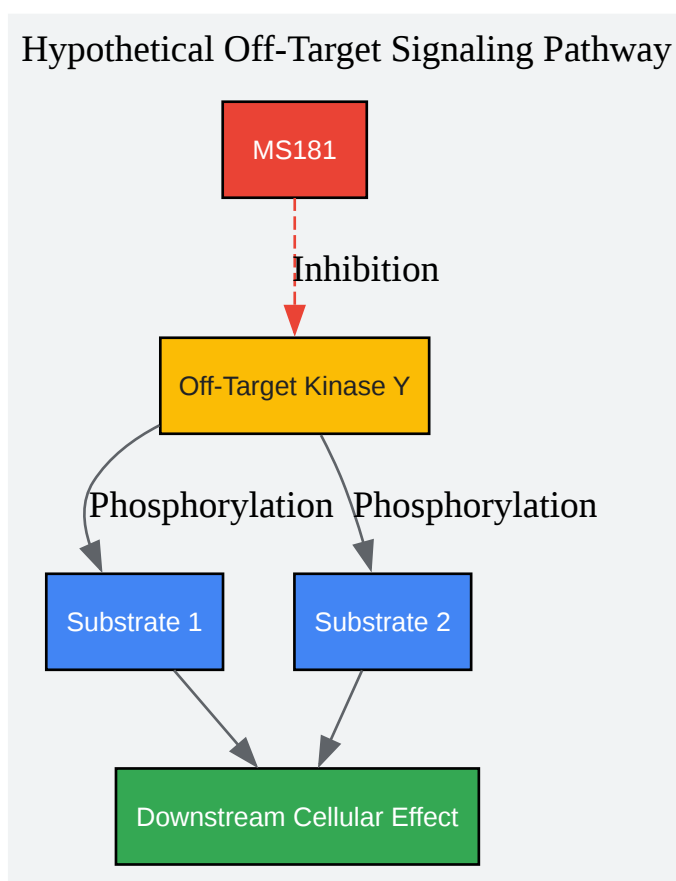 Hypothetical Off-Target Signaling Pathway
MS181
Inhibition
Off-Target Kinase Y
Phosphorylation
Phosphorylation
Substrate 1
Substrate 2
Downstream Cellular Effect